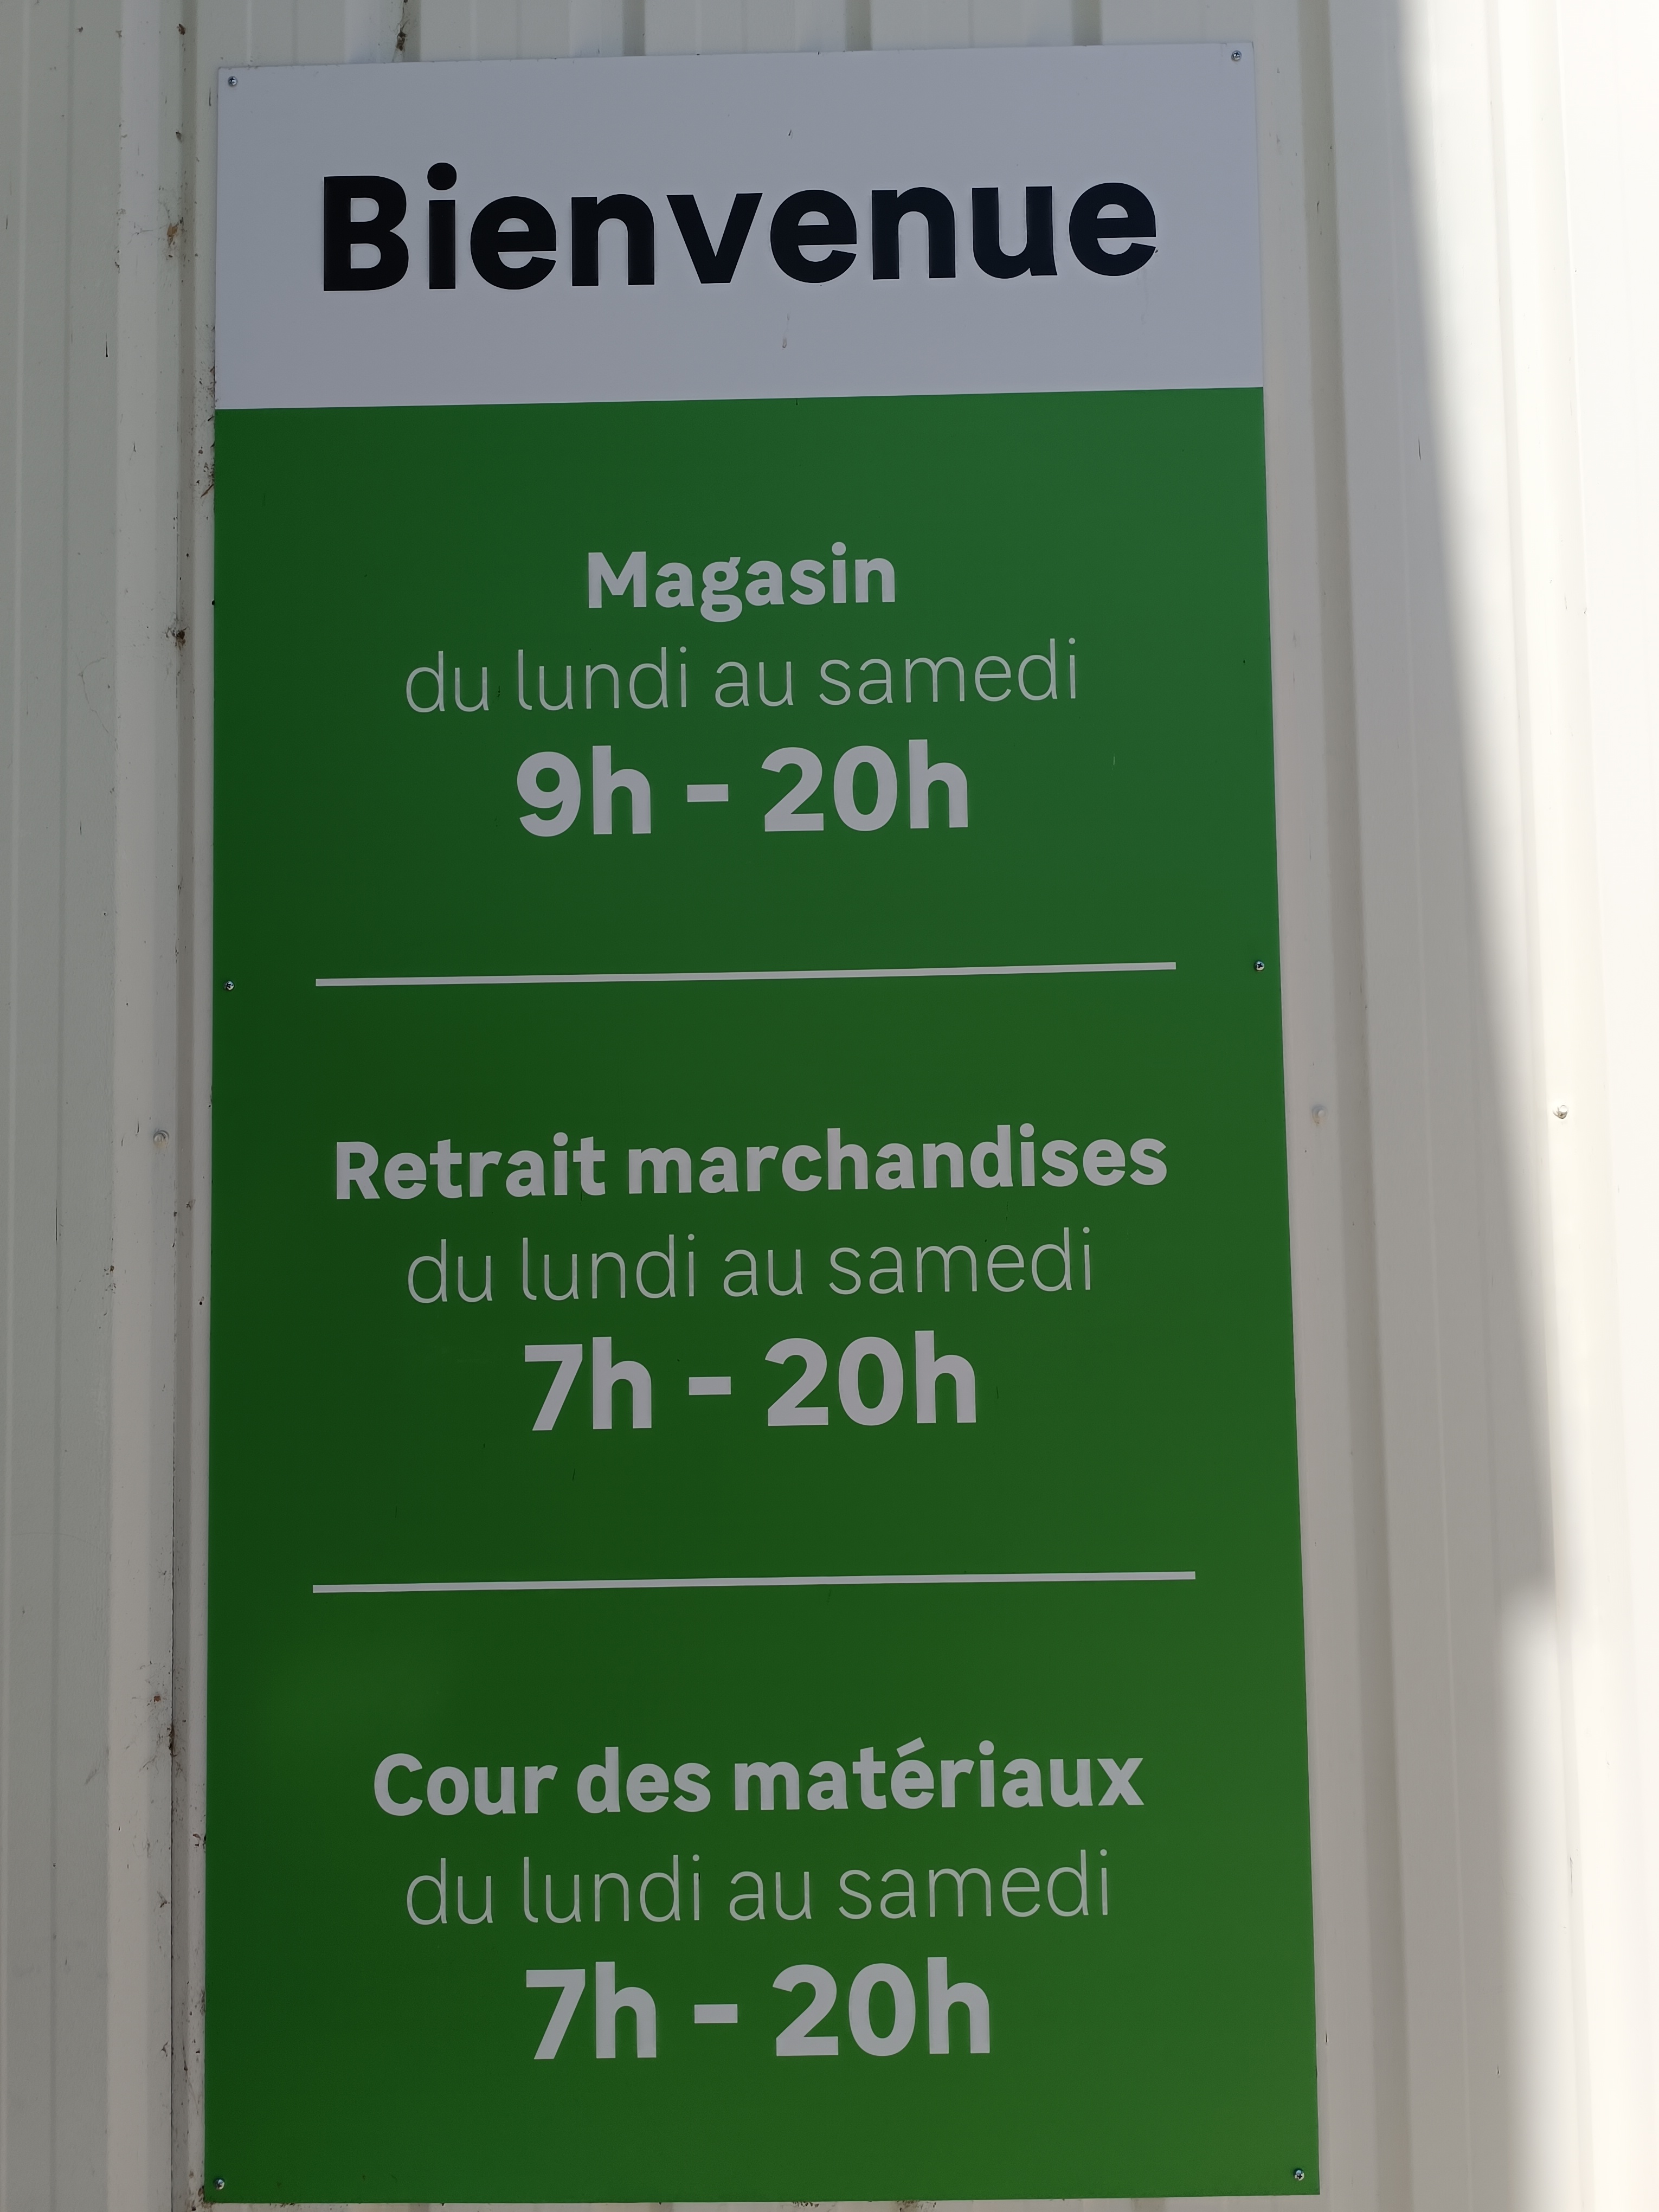 Bienvenue
Magasin
du lundi au samedi
9h - 20h
Retrait marchandises
du lundi au samedi
7h - 20h
Cour des matériaux
du lundi au samedi
7h - 20h